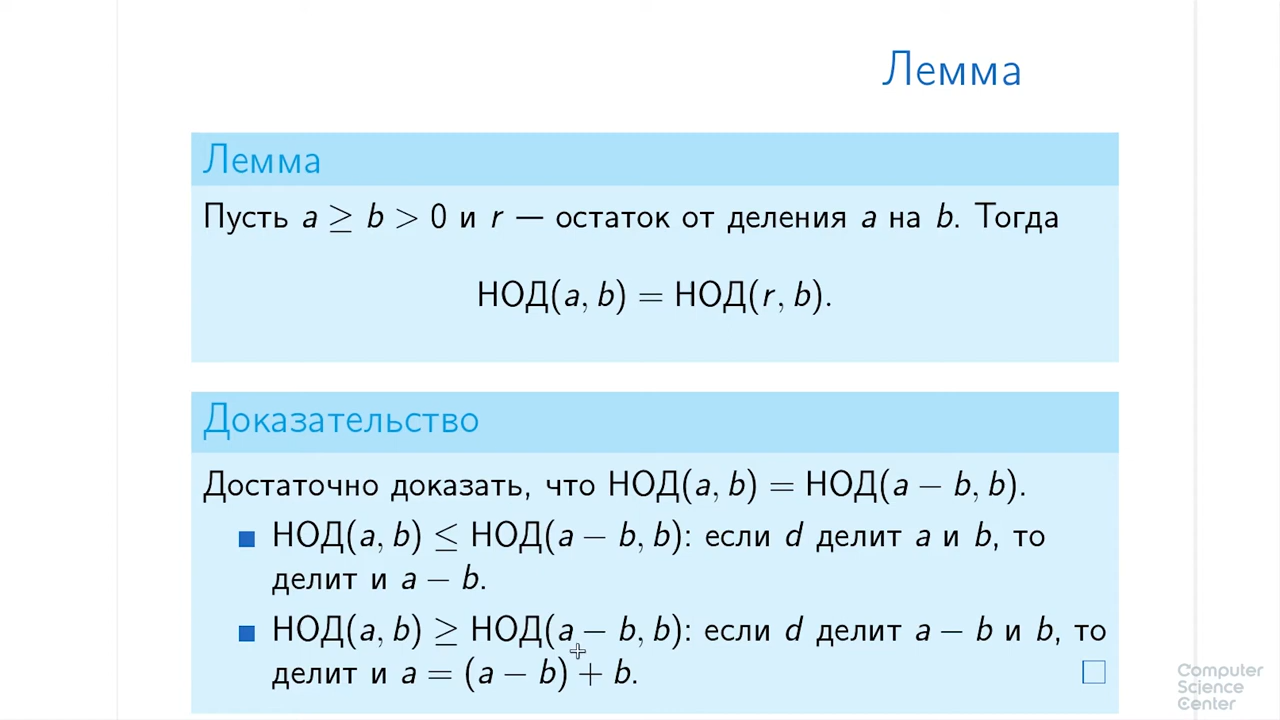 Лемма
Лемма
Пусть a ≥ b > 0 и r — остаток от деления a на b. Тогда
НОД(a, b) = НОД(r, b).
Доказательство
Достаточно доказать, что НОД(a, b) = НОД(a − b, b).
НОД(a, b) ≤ НОД(a − b, b): если d делит a и b, то
делит и a − b.
НОД(a, b) ≥ НОД(a − b, b): если d делит a − b и b, то
делит и a = (a − b) + b.
Computer
Science
Center